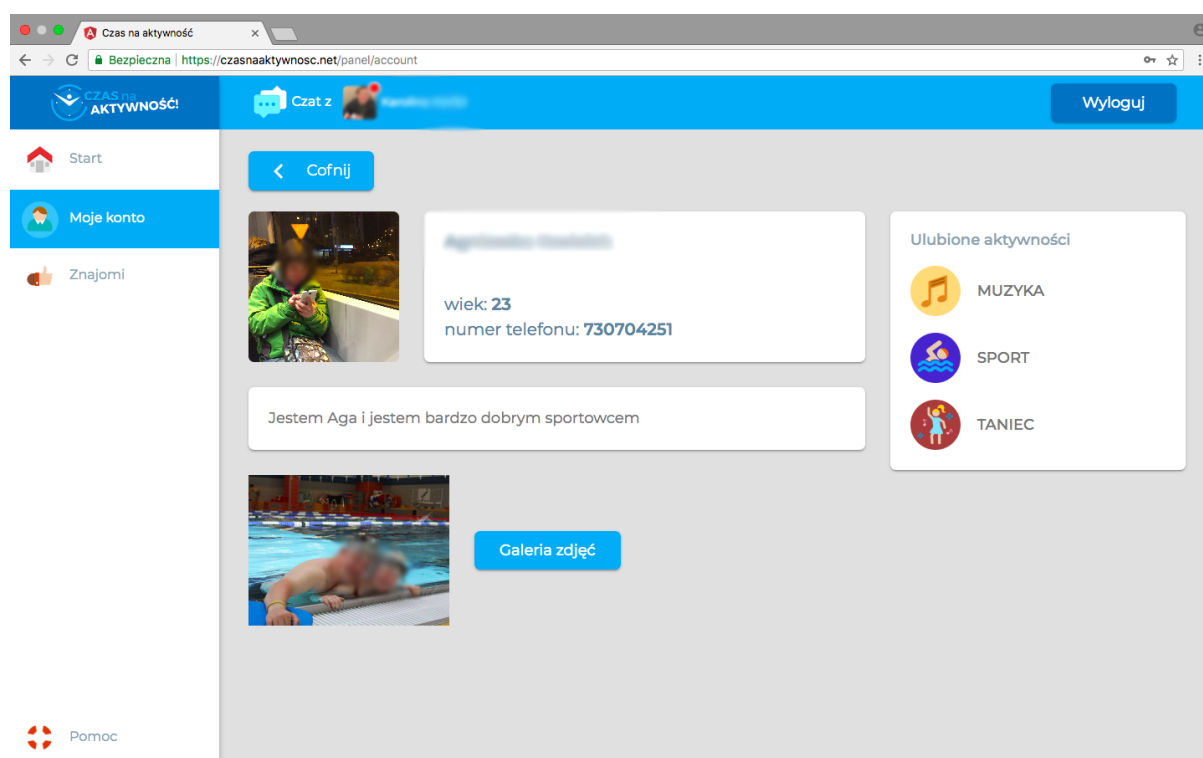 Czas na aktywność
Bezpieczna https://czasnaaktywnosc.net/panel/account
CZAS na
AKTYWNOŚĆ!
Czat z
Wyloguj
Start
Moje konto
Znajomi
Pomoc
Cofnij
wiek: 23
numer telefonu: 730704251
Jestem Aga i jestem bardzo dobrym sportowcem
Galeria zdjęć
Ulubione aktywności
MUZYKA
SPORT
TANIEC